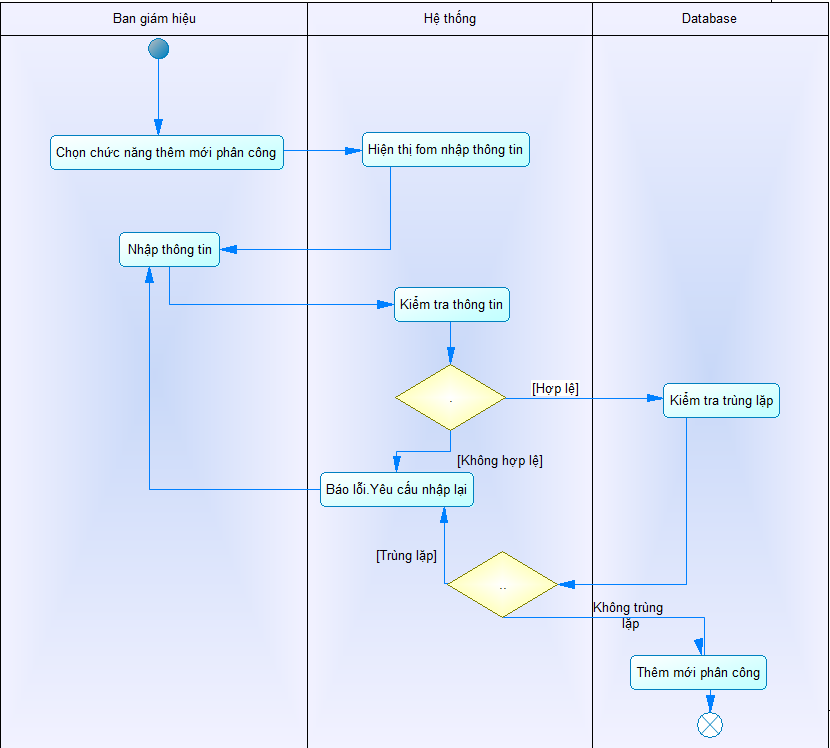 Ban giám hiệu
Hệ thống
Database
Chọn chức năng thêm mới phân công
Hiện thị fom nhập thông tin
Nhập thông tin
Kiểm tra thông tin
.
[Hợp lệ]
Kiểm tra trùng lặp
[Không hợp lệ]
Báo lỗi.Yêu cầu nhập lại
[Trùng lặp]
..
Không trùng
lặp
Thêm mới phân công